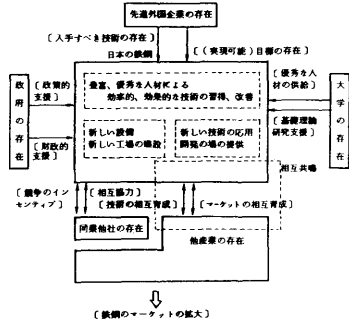 先進外国企業の存在
〔入手すべき技術の存在〕
〔(実現可能)目標の存在〕
日本の鉄鋼
豊富、優秀な人材による
効率的、効果的な技術の習得、改善
新しい設備
新しい工場の建設
新しい技術の応用
開発の場の提供
政府の存在
〔政策的支援〕
〔財政的支援〕
〔優秀な人材の供給〕
〔基礎理論研究支援〕
大学の存在
相互共鳴
〔競争のインセンティブ〕
〔相互協力〕
〔技術の相互育成〕
〔マーケットの相互育成〕
同業他社の存在
他産業の存在
〔鉄鋼のマーケットの拡大〕